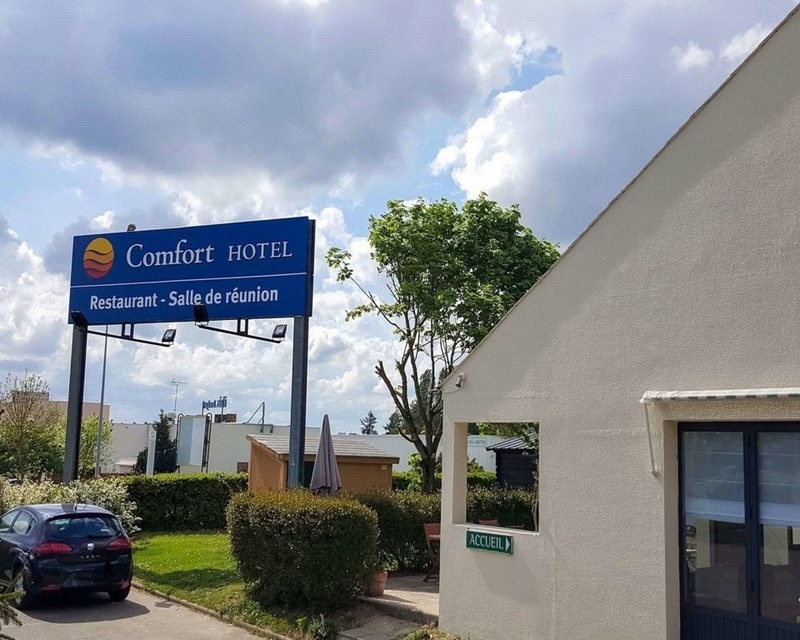 Comfort HOTEL
Restaurant - Salle de réunion
ACCUEIL